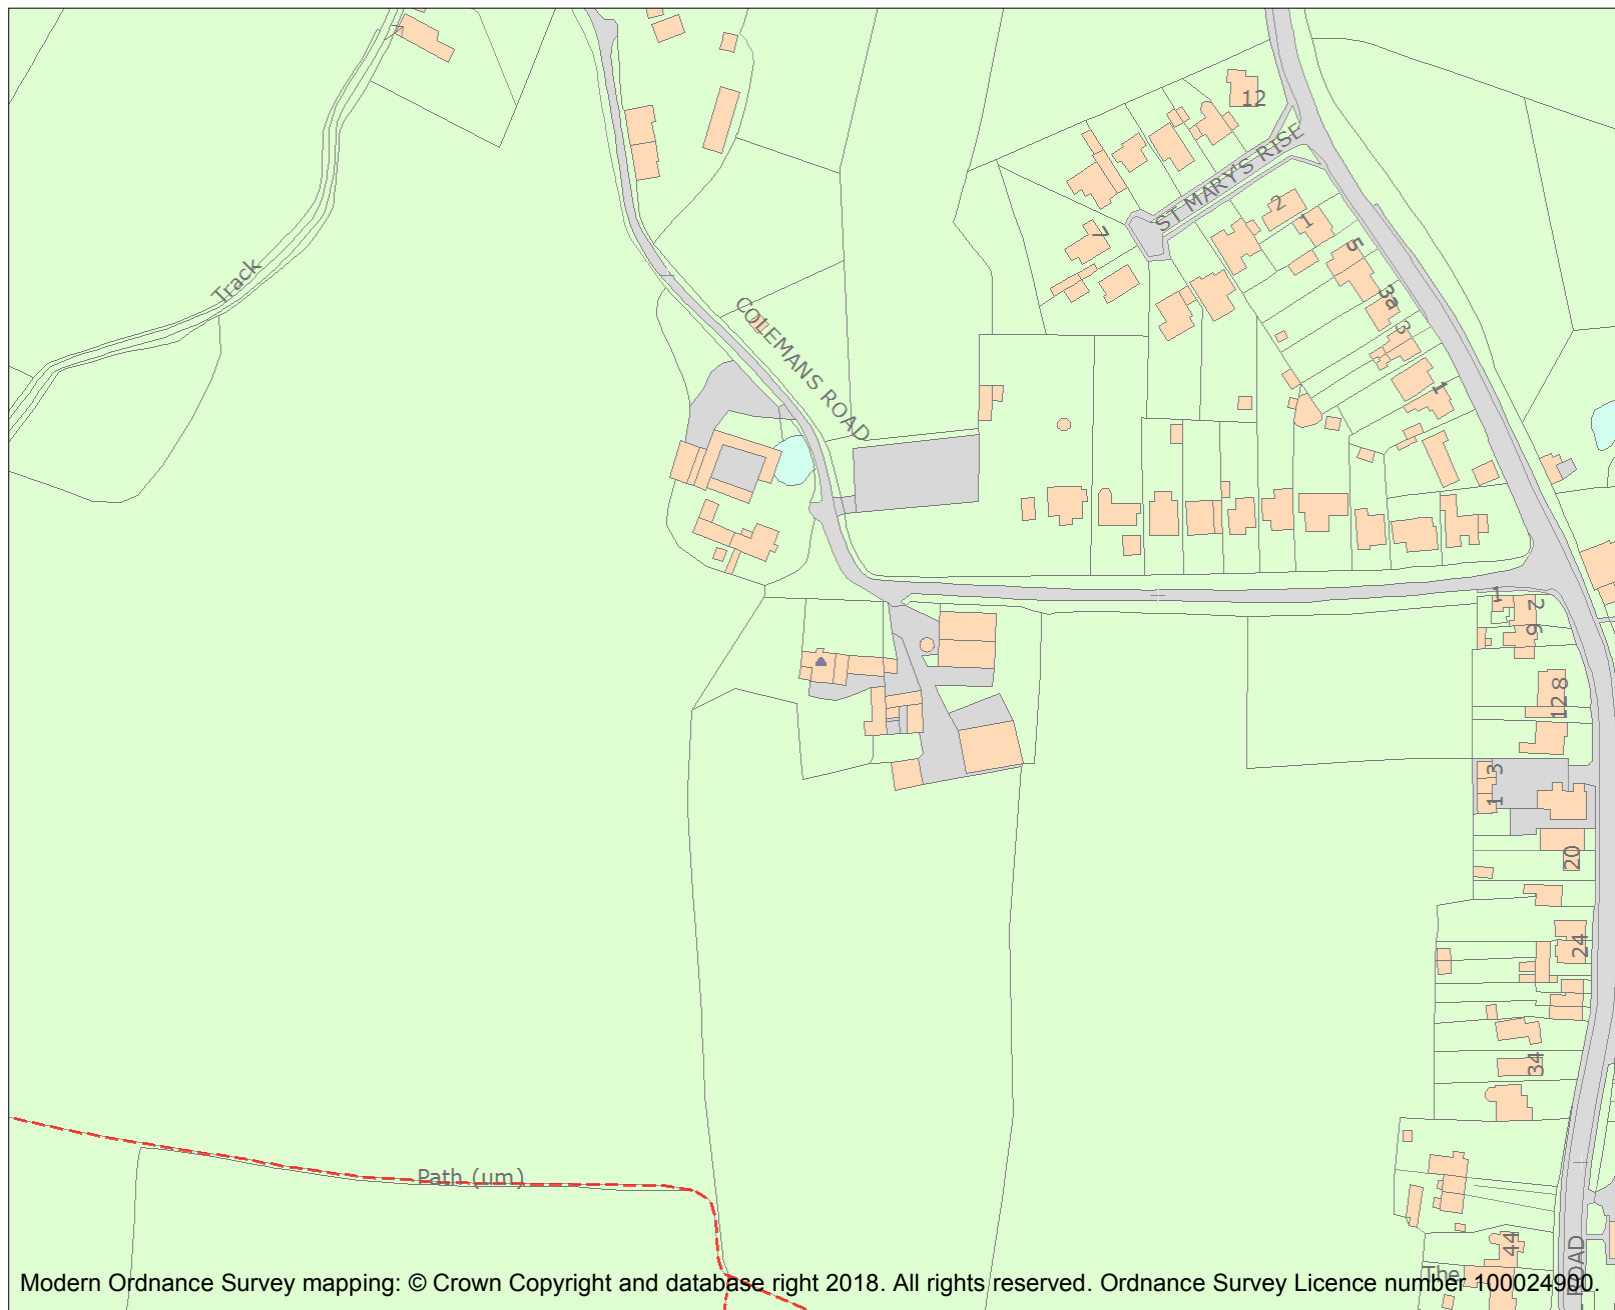 12
ST MARY'S RISE
2
1
7
5
Track
3a
COLEMANS ROAD
3
1
1
2
6
8
12
3
1
20
24
34
Path (um)
44
ROAD
The
Modern Ordnance Survey mapping: © Crown Copyright and database right 2018. All rights reserved. Ordnance Survey Licence number 100024900.